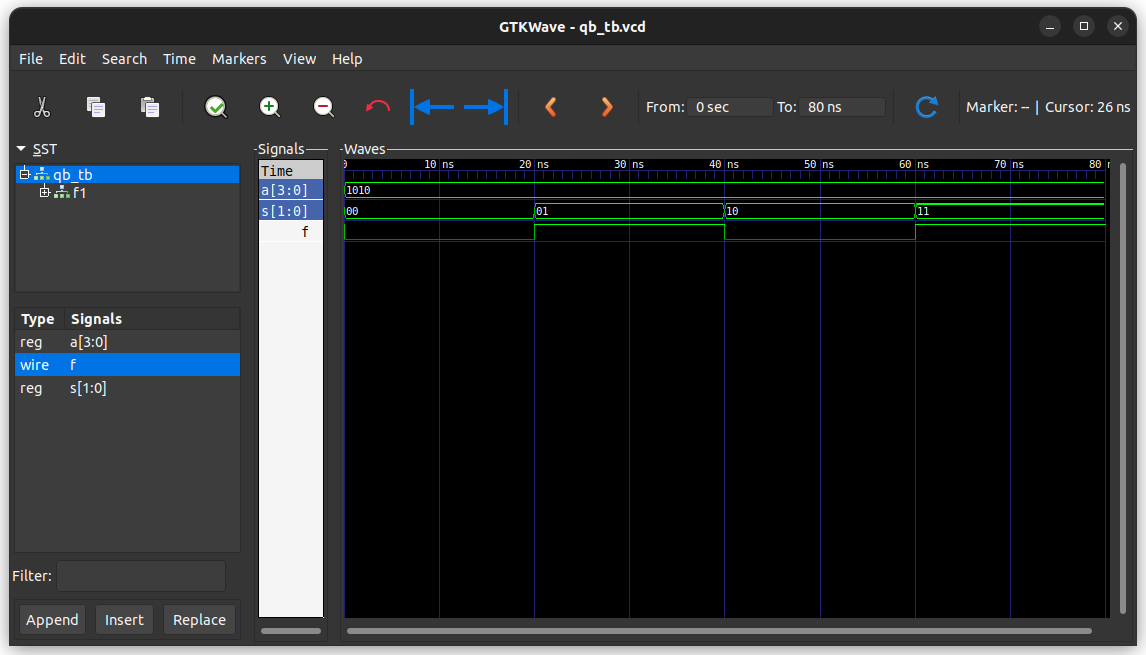 GTKWave - qb_tb.vcd
File Edit Search Time Markers View Help
From: 0 sec To: 80 ns Marker: -- | Cursor: 26 ns
SST
qb_tb
f1
Type Signals
reg a[3:0]
wire f
reg s[1:0]
Filter:
Append Insert Replace
Signals
Time
a[3:0]
s[1:0]
f
Waves
0 10 ns 20 ns 30 ns 40 ns 50 ns 60 ns 70 ns 80
1010
00 01 10 11